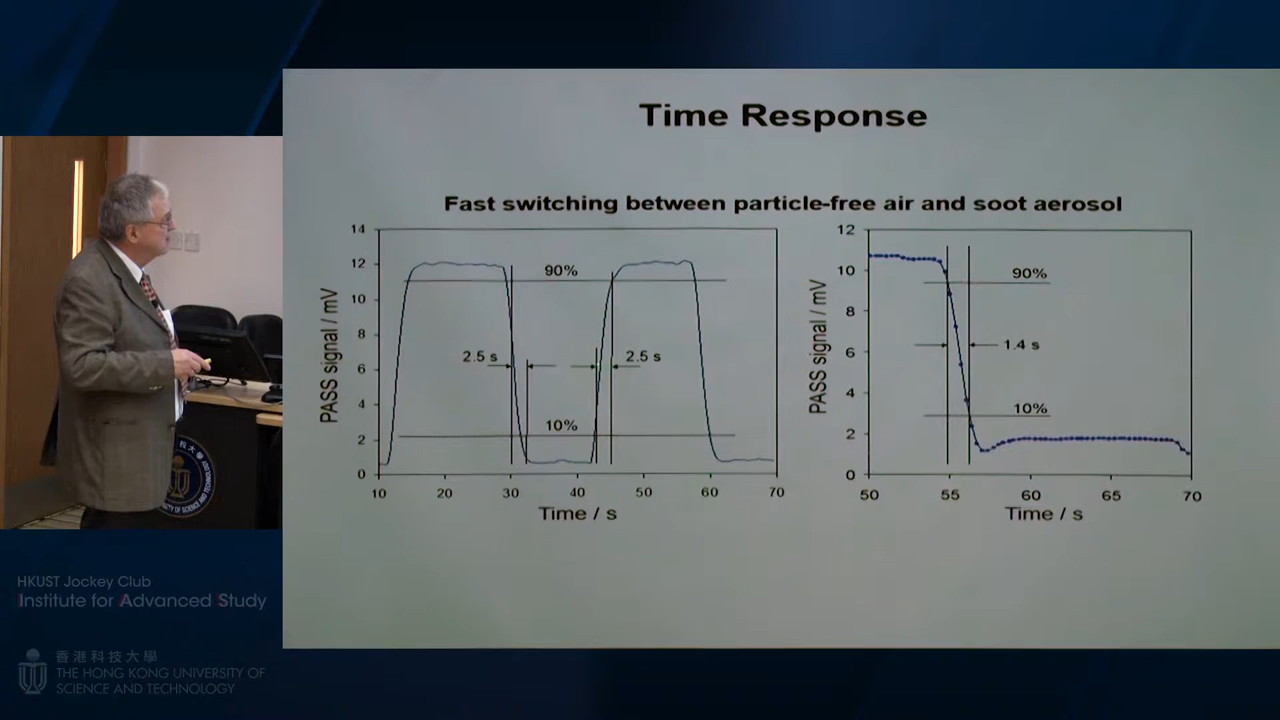 Time Response
Fast switching between particle-free air and soot aerosol
14
12
10
8
6
4
2
0
PASS signal / mV
90%
2.5 s
2.5 s
10%
10 20 30 40 50 60 70
Time / s
12
10
8
6
4
2
0
PASS signal / mV
90%
1.4 s
10%
50 55 60 65 70
Time / s
HKUST Jockey Club
Institute for Advanced Study
香港科技大學
THE HONG KONG UNIVERSITY OF
SCIENCE AND TECHNOLOGY